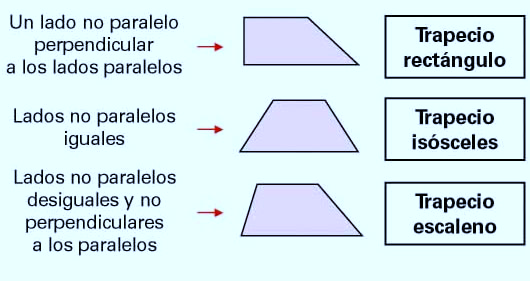 Un lado no paralelo
perpendicular
a los lados paralelos
Trapecio
rectángulo
Lados no paralelos
iguales
Trapecio
isósceles
Lados no paralelos
desiguales y no
perpendiculares
a los paralelos
Trapecio
escaleno